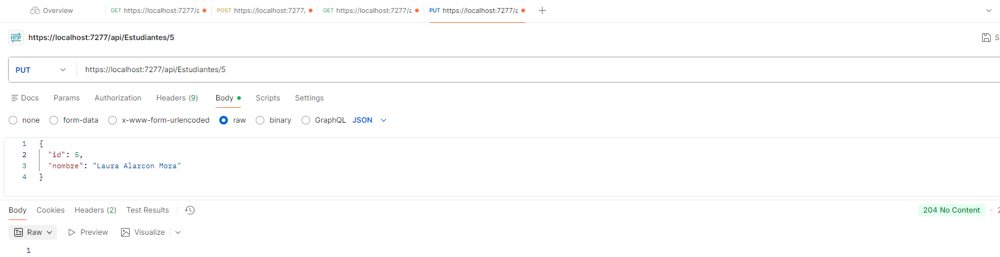 Overview GET https://localhost:7277/a POST https://localhost:7277/ GET https://localhost:7277/a PUT https://localhost:7277/a
HTTP https://localhost:7277/api/Estudiantes/5 S
PUT https://localhost:7277/api/Estudiantes/5
Docs Params Authorization Headers (9) Body Scripts Settings
none form-data x-www-form-urlencoded raw binary GraphQL JSON
1 {
2 "id": 5,
3 "nombre": "Laura Alarcon Mora"
4 }
Body Cookies Headers (2) Test Results 204 No Content • 2
Raw Preview Visualize
1